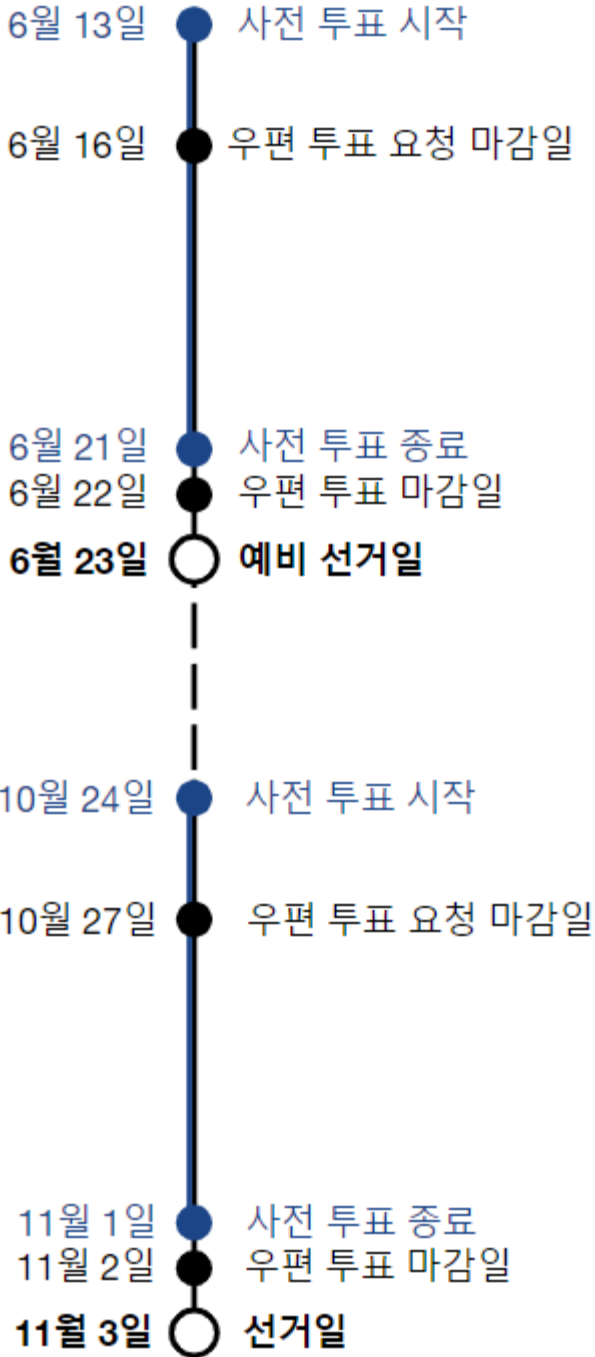 6월 13일 사전 투표 시작
6월 16일 우편 투표 요청 마감일
6월 21일 사전 투표 종료
6월 22일 우편 투표 마감일
6월 23일 예비 선거일
10월 24일 사전 투표 시작
10월 27일 우편 투표 요청 마감일
11월 1일 사전 투표 종료
11월 2일 우편 투표 마감일
11월 3일 선거일